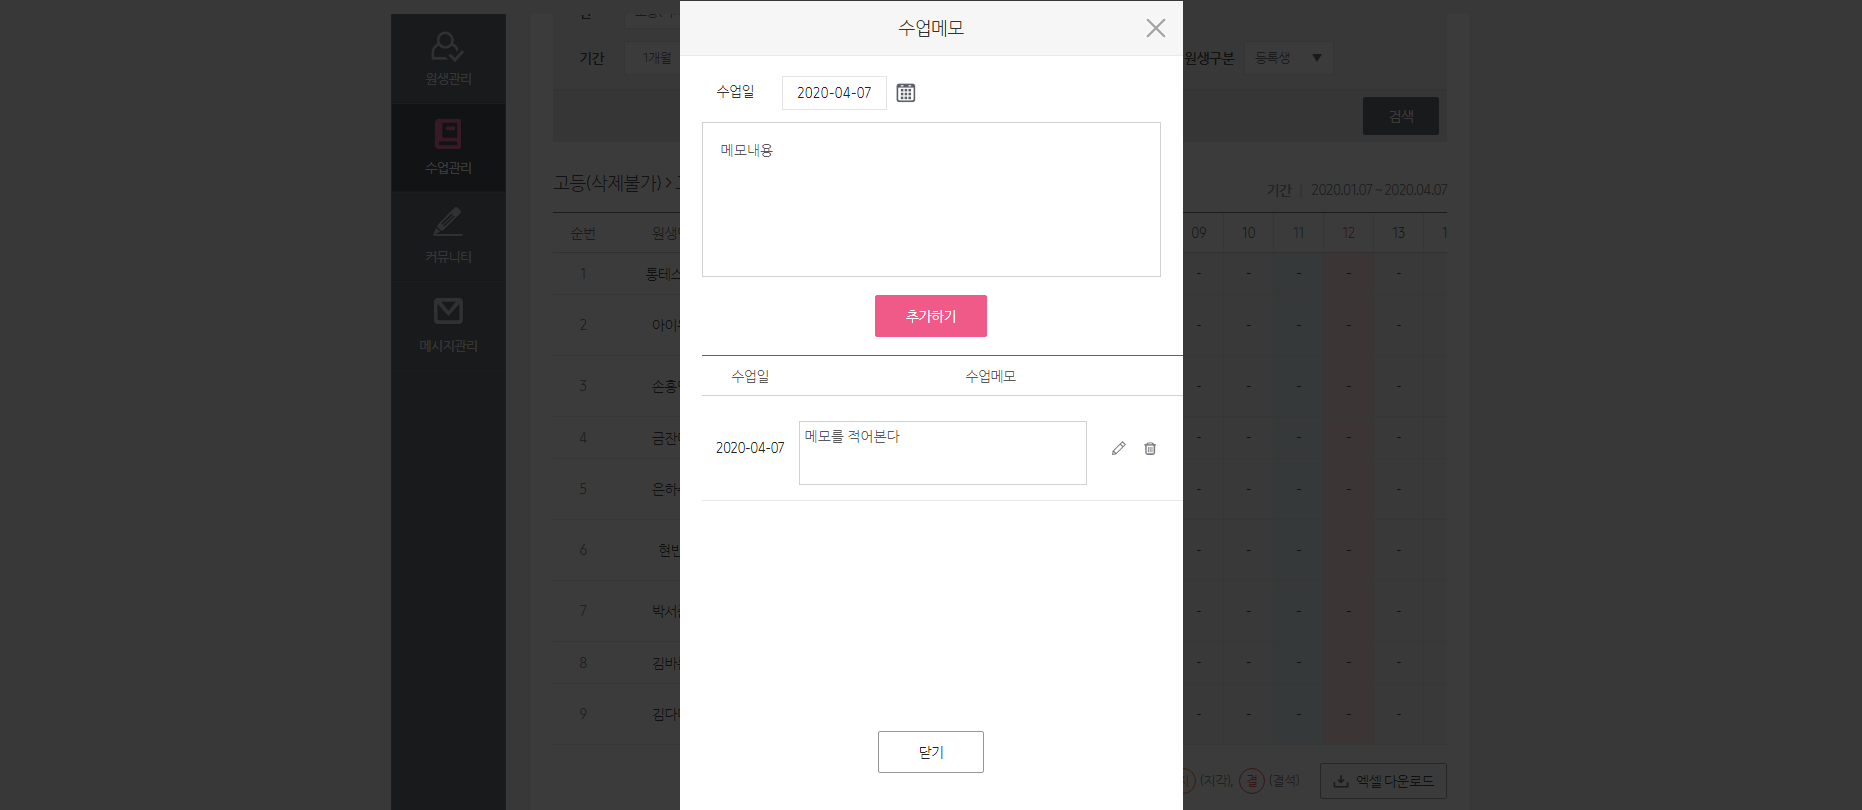 수업메모
원생관리
수업관리
커뮤니티
메시지관리
기간 1개월
원생구분 등록생
검색
수업일 2020-04-07
메모내용
추가하기
고등(삭제불가) >
기간 | 2020.01.07 ~ 2020.04.07
순번
09 10 11 12 13
1 - - - - -
2 - - - - -
3 - - - - -
4 - - - - -
5 - - - - -
6 - - - - -
7 - - - - -
8 - - - - -
9 - - - - -
수업일 수업메모
2020-04-07 메모를 적어본다
닫기
(지각), 결 (결석)
엑셀 다운로드